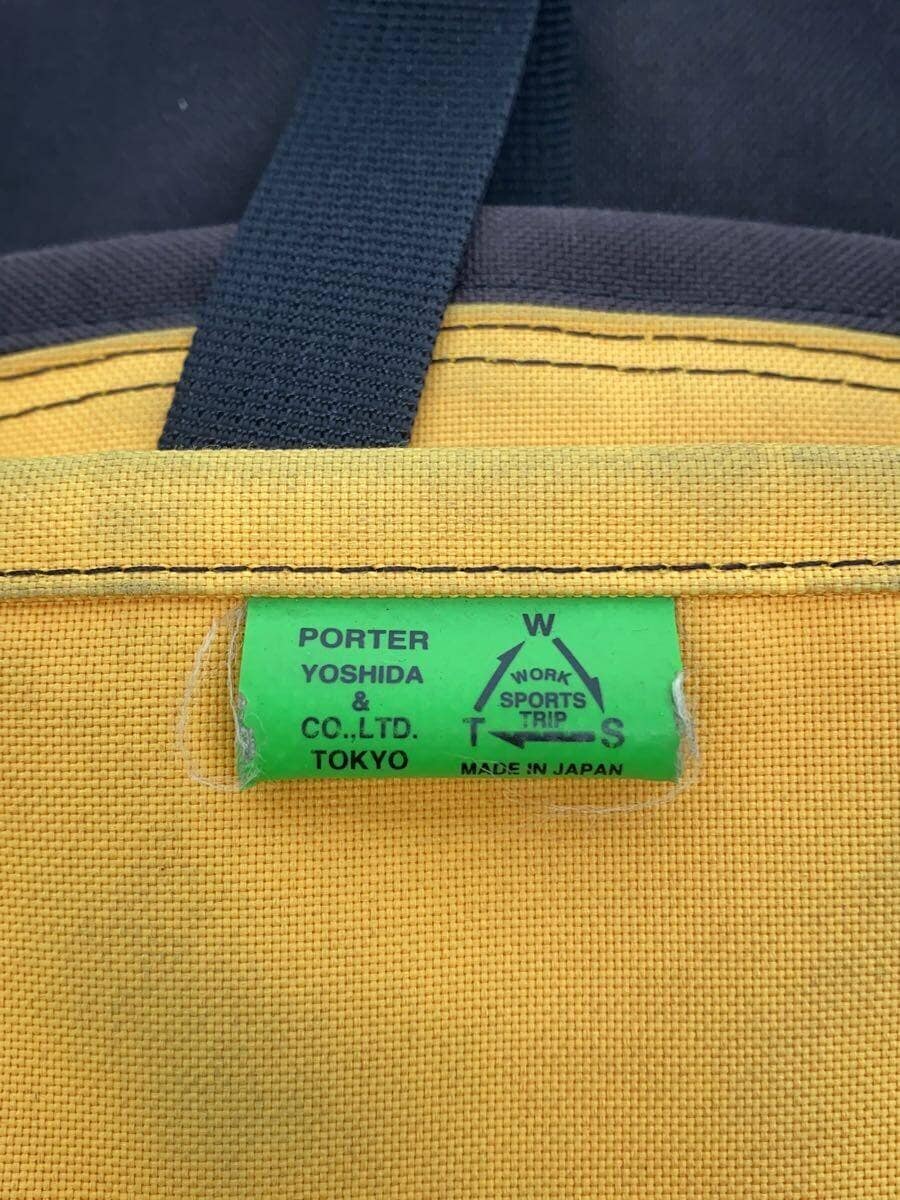 PORTER
YOSHIDA
&
CO.,LTD.
TOKYO
W
WORK
SPORTS
TRIP
T S
MADE IN JAPAN